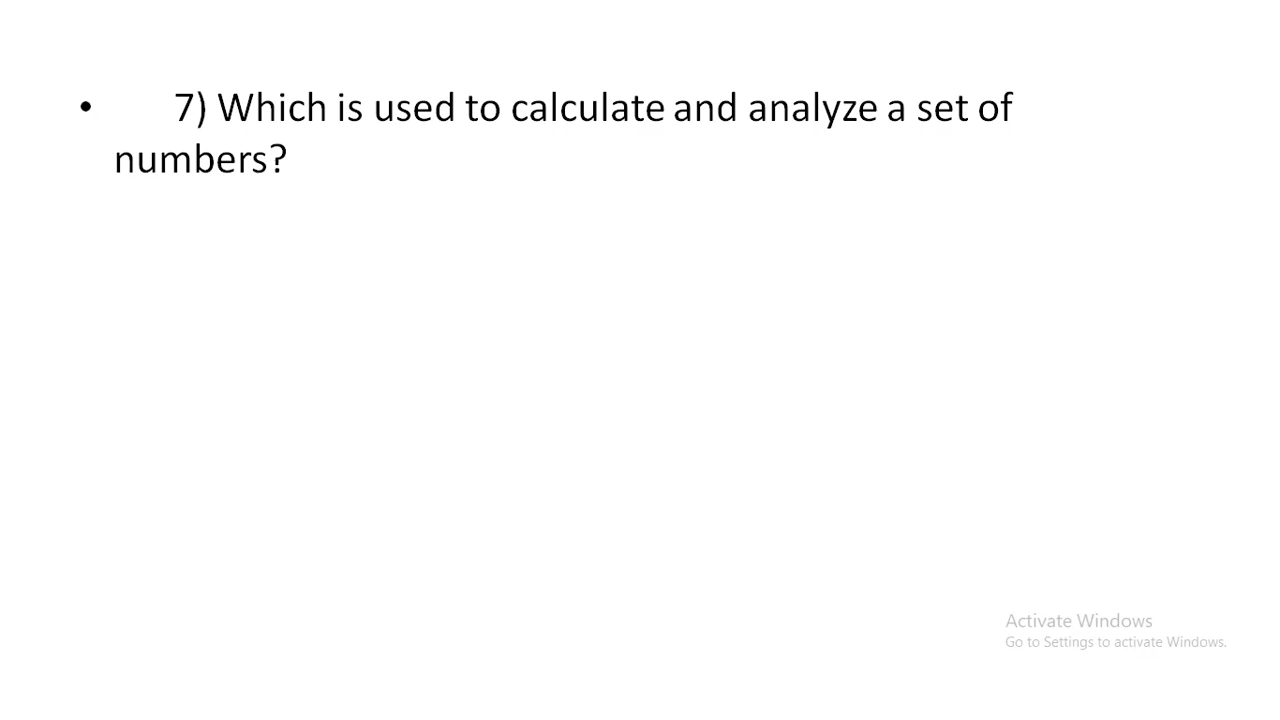 • 7) Which is used to calculate and analyze a set of
numbers?
Activate Windows
Go to Settings to activate Windows.